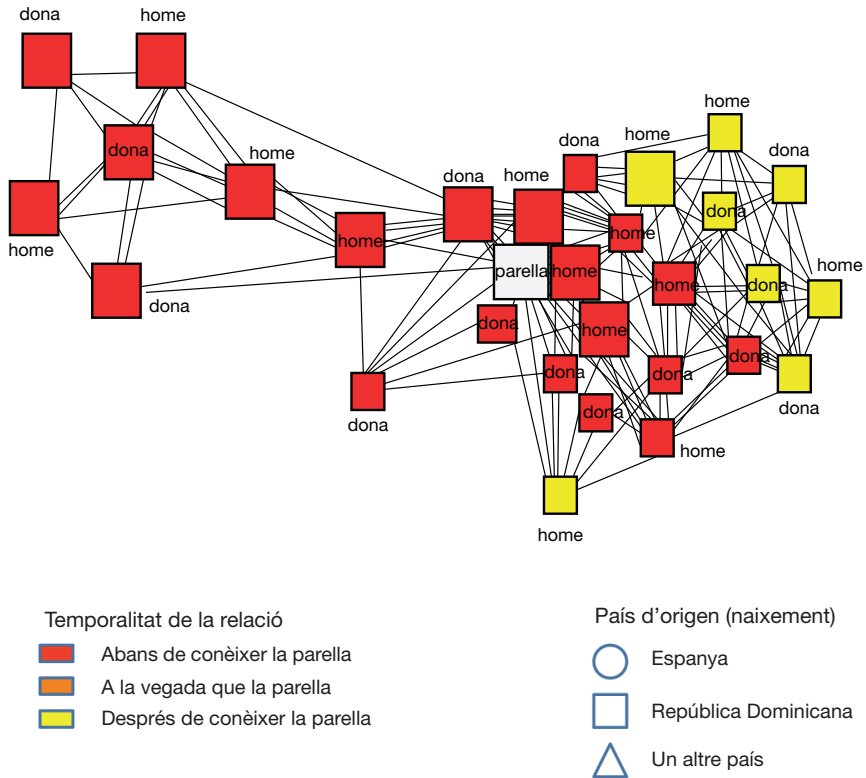 dona
home
home
dona
dona
home
home
dona
home
dona
home
dona
dona
home
home
home
parella
home
home
dona
home
dona
home
dona
dona
dona
dona
dona
dona
home
dona
home
Temporalitat de la relació
Abans de conèixer la parella
A la vegada que la parella
Després de conèixer la parella
País d'origen (naixement)
Espanya
República Dominicana
Un altre país